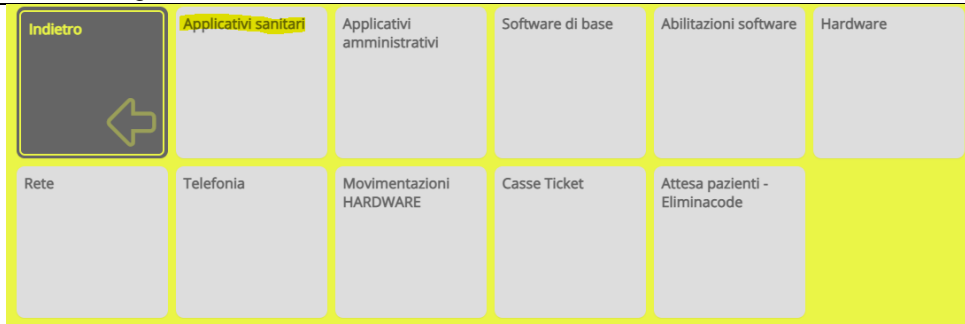 Indietro
Applicativi sanitari
Applicativi
amministrativi
Software di base
Abilitazioni software
Hardware
Rete
Telefonia
Movimentazioni
HARDWARE
Casse Ticket
Attesa pazienti -
Eliminacode